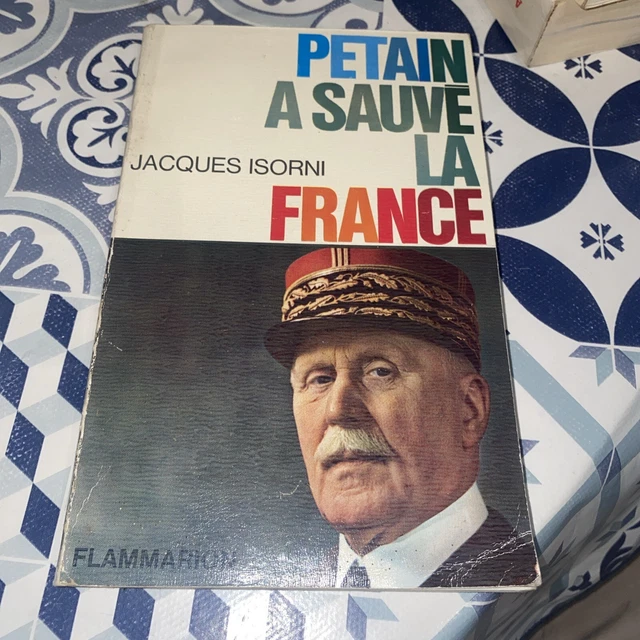 PETAIN
A SAUVÉ
LA
FRANCE
JACQUES ISORNI
FLAMMARION